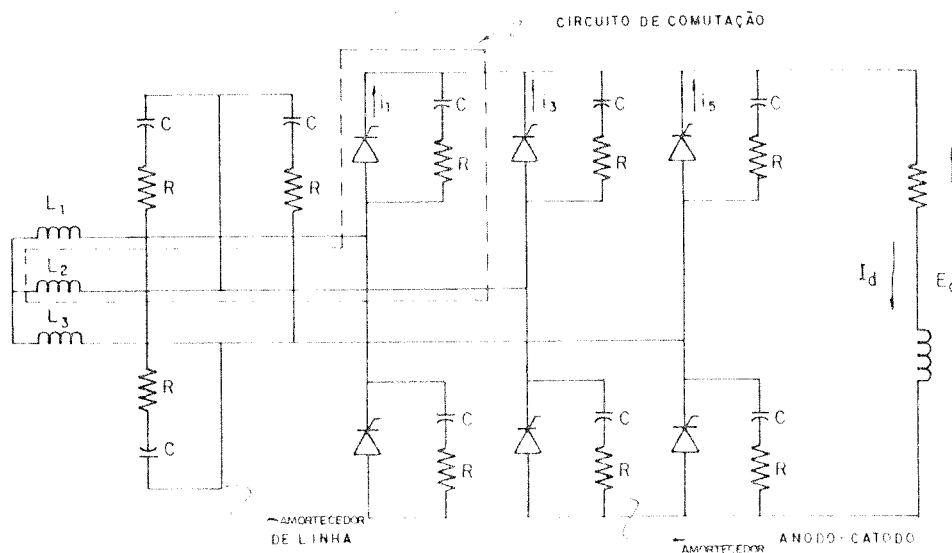 CIRCUITO DE COMUTAÇÃO
C
C
i1
C
i3
C
i5
C
R
R
R
R
R
L1
L2
L3
Id
R
C
C
R
C
R
C
R
AMORTECEDOR
DE LINHA
AMORTECEDOR
ANODO-CATODO